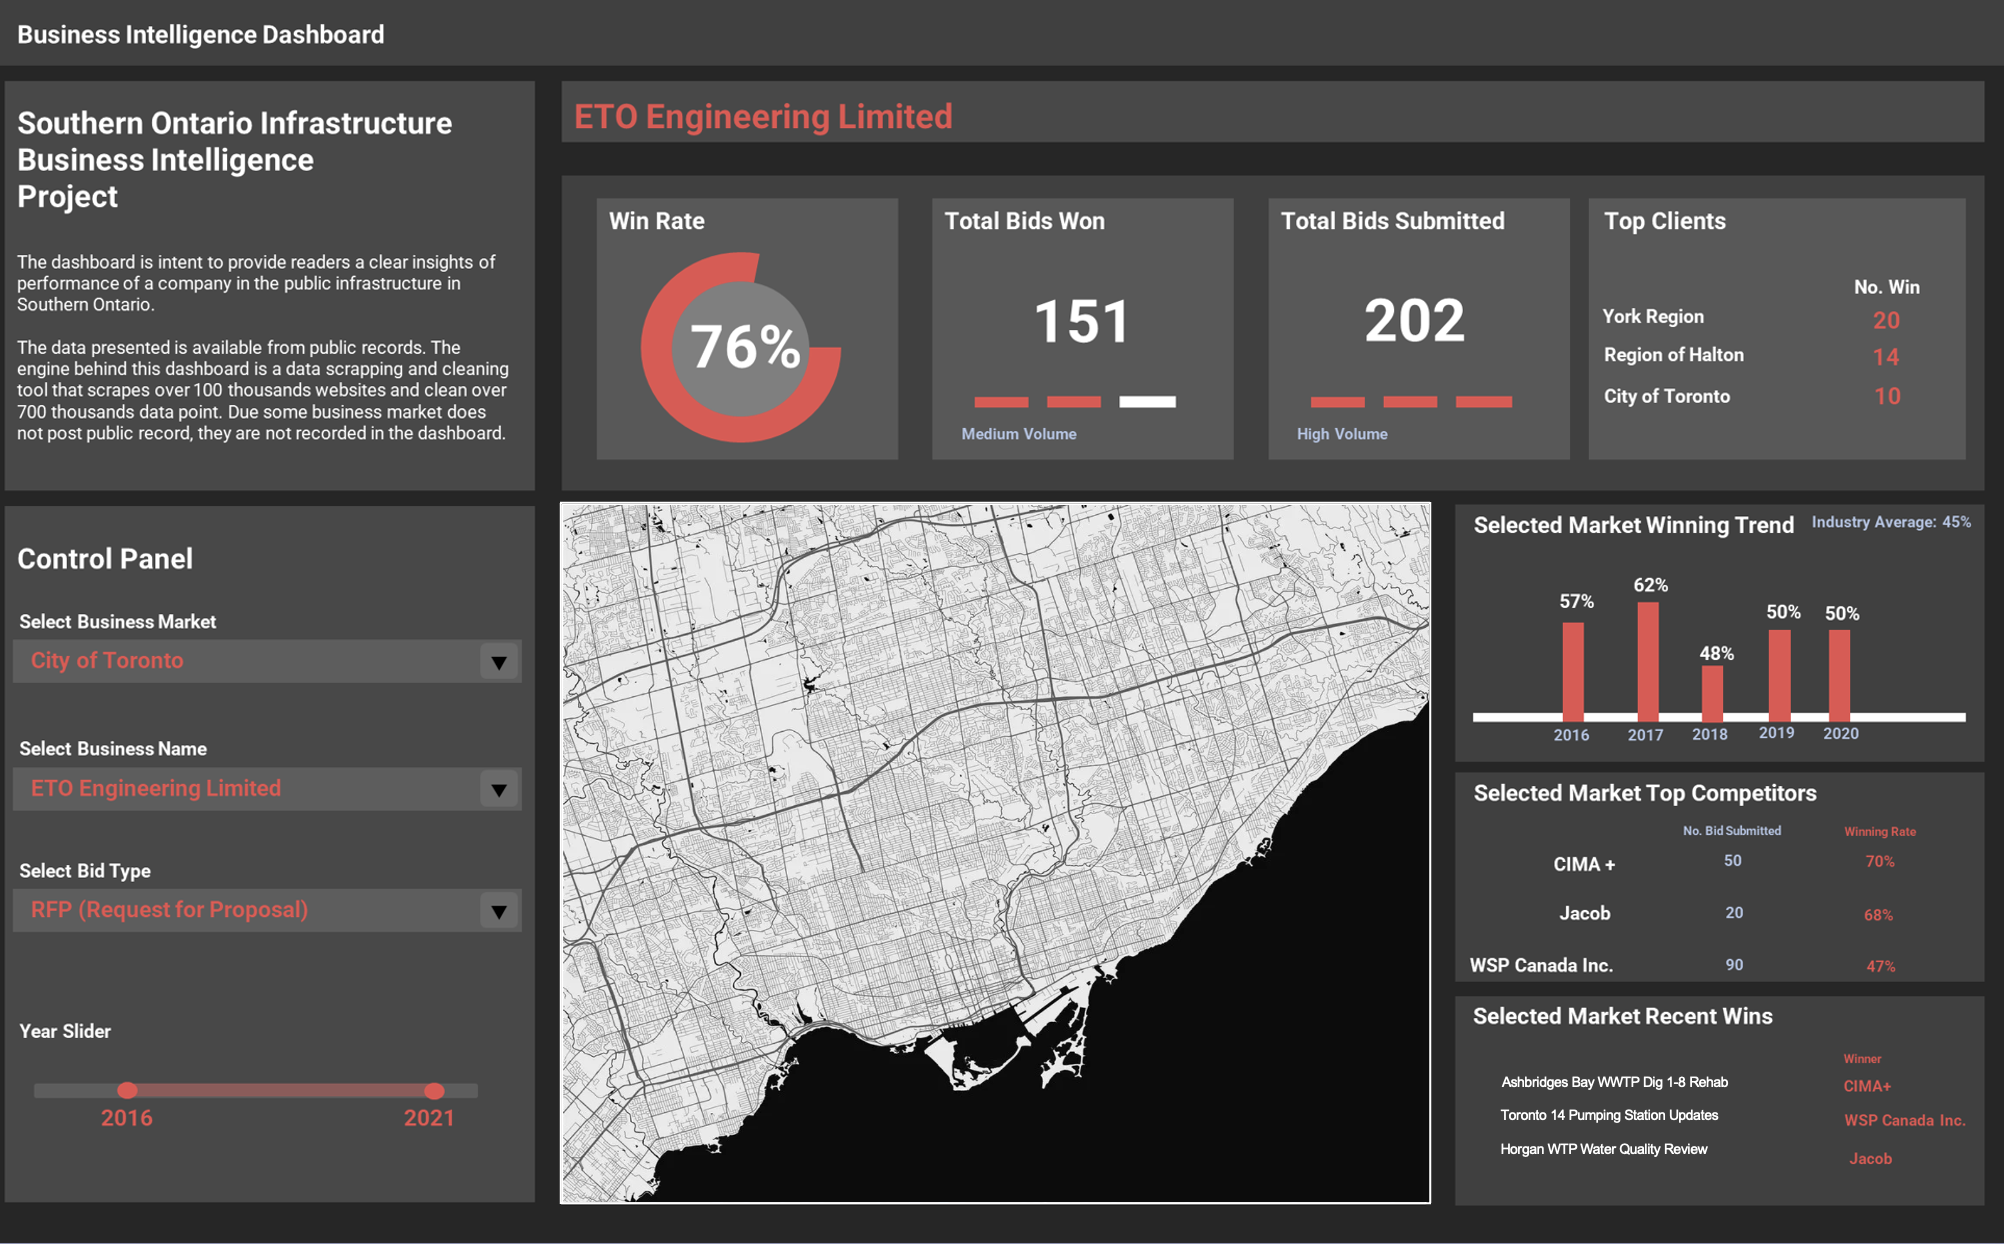 Business Intelligence Dashboard
Southern Ontario Infrastructure
Business Intelligence
Project
The dashboard is intent to provide readers a clear insights of
performance of a company in the public infrastructure in
Southern Ontario.
The data presented is available from public records. The
engine behind this dashboard is a data scrapping and cleaning
tool that scrapes over 100 thousands websites and clean over
700 thousands data point. Due some business market does
not post public record, they are not recorded in the dashboard.
Control Panel
Select Business Market
City of Toronto
Select Business Name
ETO Engineering Limited
Select Bid Type
RFP (Request for Proposal)
Year Slider
2016 2021
ETO Engineering Limited
Win Rate
76%
Total Bids Won
151
Medium Volume
Total Bids Submitted
202
High Volume
Top Clients
No. Win
York Region 20
Region of Halton 14
City of Toronto 10
Selected Market Winning Trend Industry Average: 45%
57% 62% 48% 50% 50%
2016 2017 2018 2019 2020
Selected Market Top Competitors
No. Bid Submitted Winning Rate
CIMA + 50 70%
Jacob 20 68%
WSP Canada Inc. 90 47%
Selected Market Recent Wins
Winner
Ashbridges Bay WWTP Dig 1-8 Rehab CIMA+
Toronto 14 Pumping Station Updates WSP Canada Inc.
Horgan WTP Water Quality Review Jacob